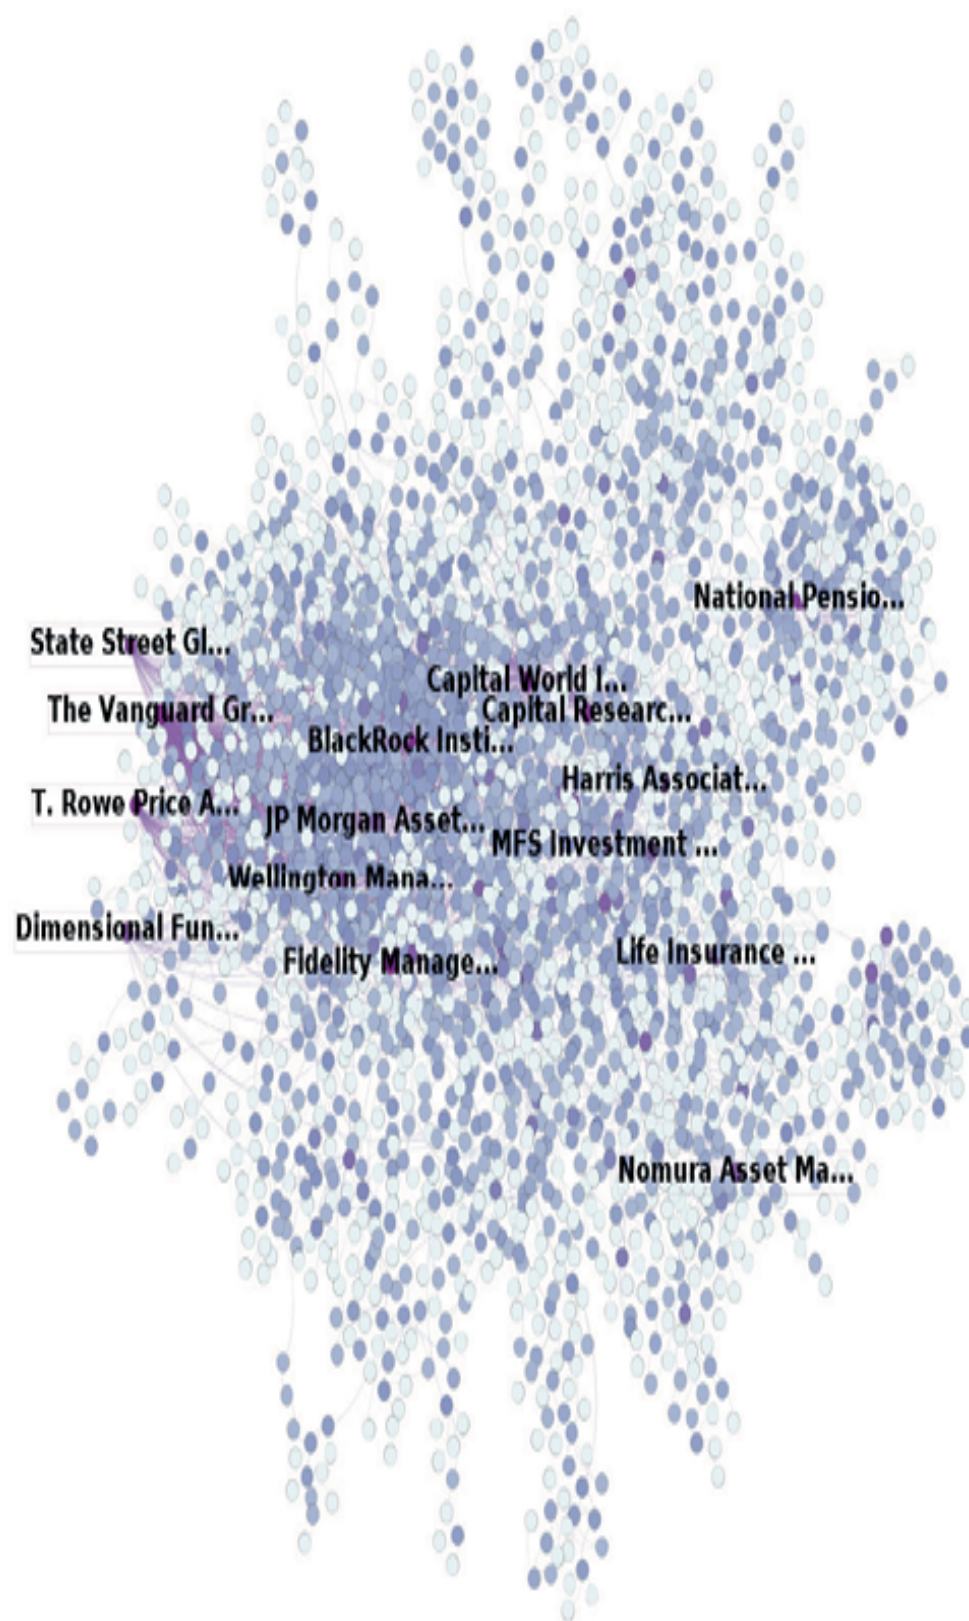 National Pensio...
State Street Gl...
Capital World I...
The Vanguard Gr...
Capital Researc...
BlackRock Insti...
Harris Associat...
T. Rowe Price A...
JP Morgan Asset...
MFS Investment ...
Wellington Mana...
Dimensional Fun...
Life Insurance ...
Fidelity Manage...
Nomura Asset Ma...